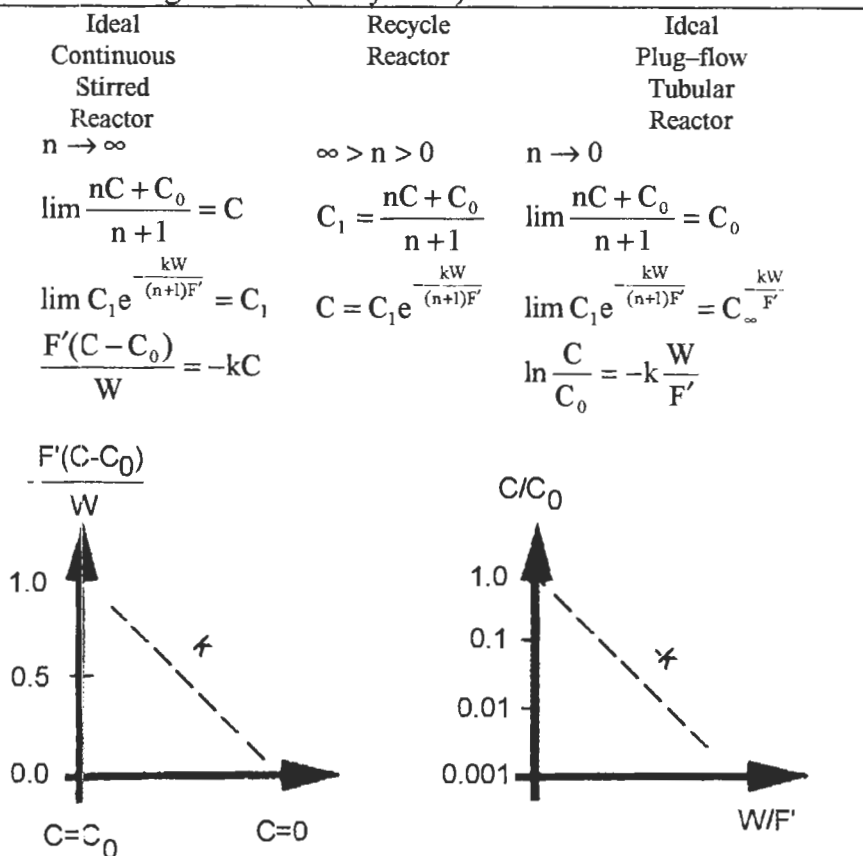 Ideal Continuous Stirred Reactor
Recycle Reactor
Ideal Plug–flow Tubular Reactor
n → ∞
∞ > n > 0
n → 0
lim (nC + C₀)/(n + 1) = C
C₁ = (nC + C₀)/(n + 1)
lim (nC + C₀)/(n + 1) = C₀
lim C₁e^(-kW/((n+1)F′)) = C₁
C = C₁e^(-kW/((n+1)F′))
lim C₁e^(-kW/((n+1)F′)) = C_∞^(-kW/F′)
F′(C − C₀)/W = −kC
ln C/C₀ = −k W/F′
-F'(C-C₀)/W
1.0
0.5
0.0
C=C₀
C=0
k
C/C₀
1.0
0.1
0.01
0.001
W/F'
k